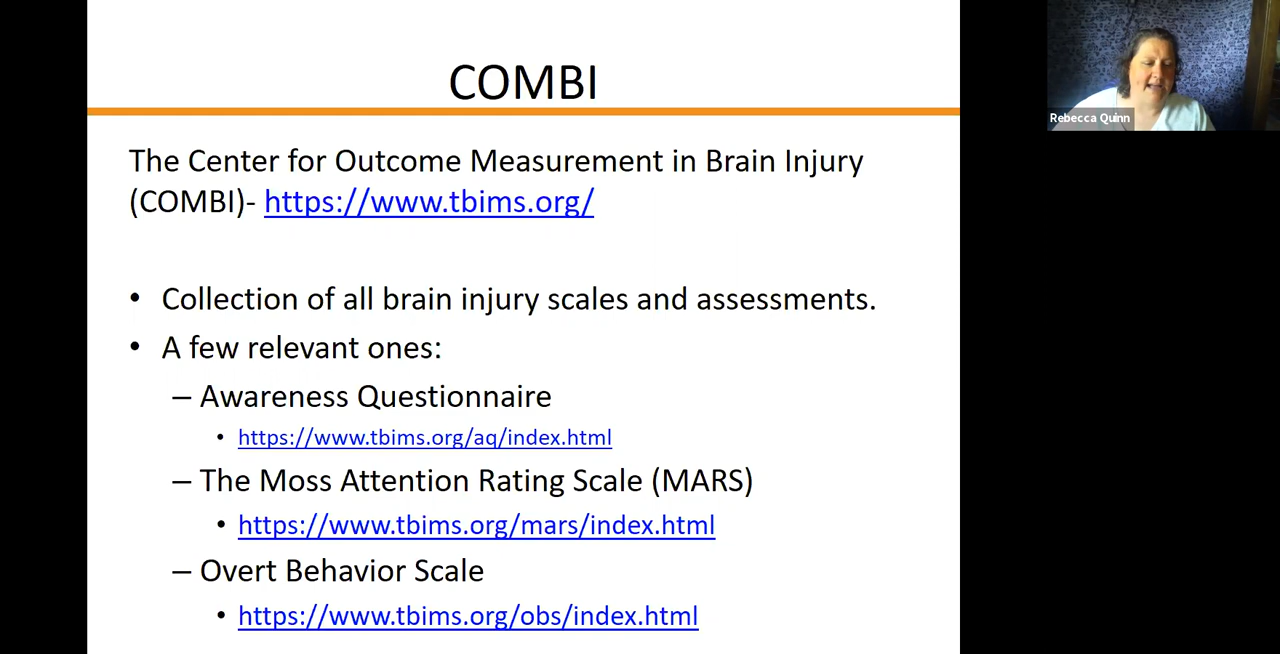 COMBI
The Center for Outcome Measurement in Brain Injury
(COMBI)- https://www.tbims.org/
• Collection of all brain injury scales and assessments.
• A few relevant ones:
– Awareness Questionnaire
• https://www.tbims.org/aq/index.html
– The Moss Attention Rating Scale (MARS)
• https://www.tbims.org/mars/index.html
– Overt Behavior Scale
• https://www.tbims.org/obs/index.html
Rebecca Quinn